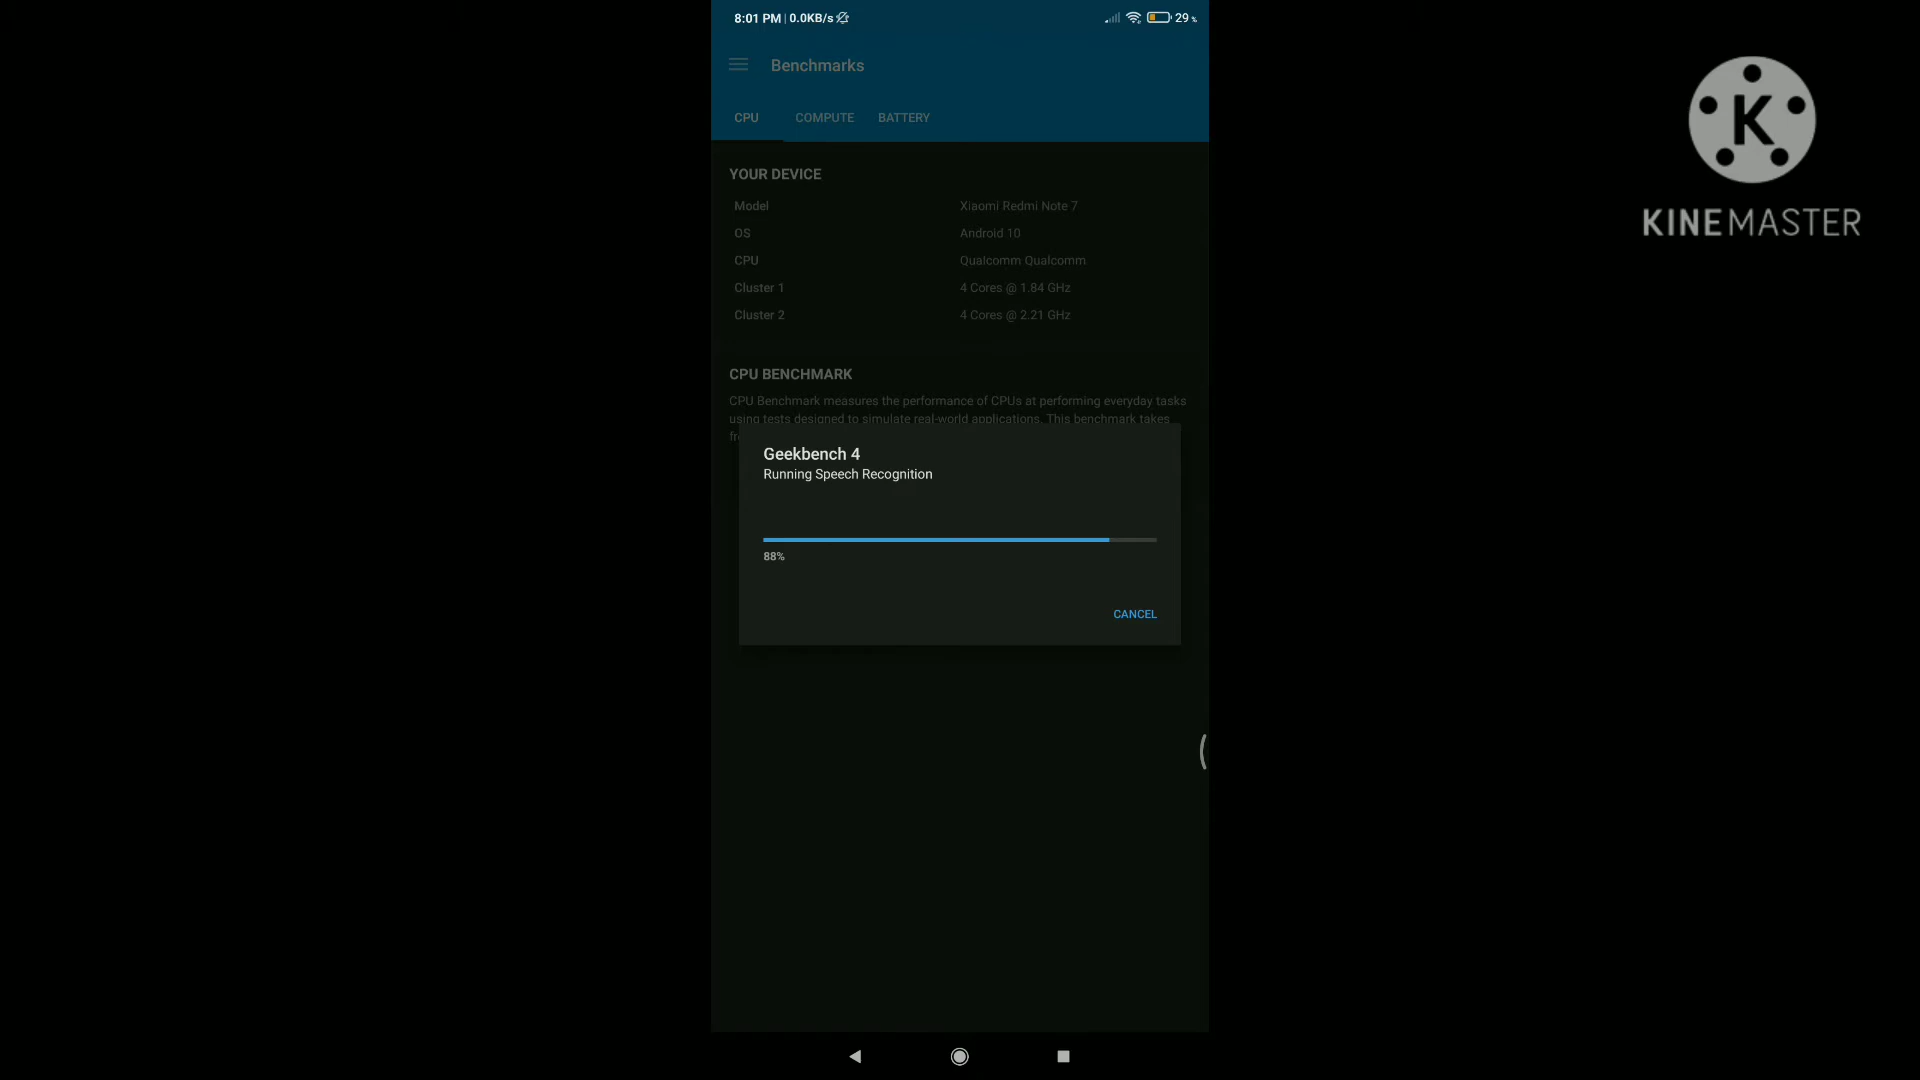 8:01 PM | 0.0KB/s
29 %
Benchmarks
CPU COMPUTE BATTERY
YOUR DEVICE
Model Xiaomi Redmi Note 7
OS Android 10
CPU Qualcomm Qualcomm
Cluster 1 4 Cores @ 1.84 GHz
Cluster 2 4 Cores @ 2.21 GHz
CPU BENCHMARK
CPU Benchmark measures the performance of CPUs at performing everyday tasks
using tests designed to simulate real-world applications. This benchmark takes
Geekbench 4
Running Speech Recognition
88%
CANCEL
K
KINEMASTER